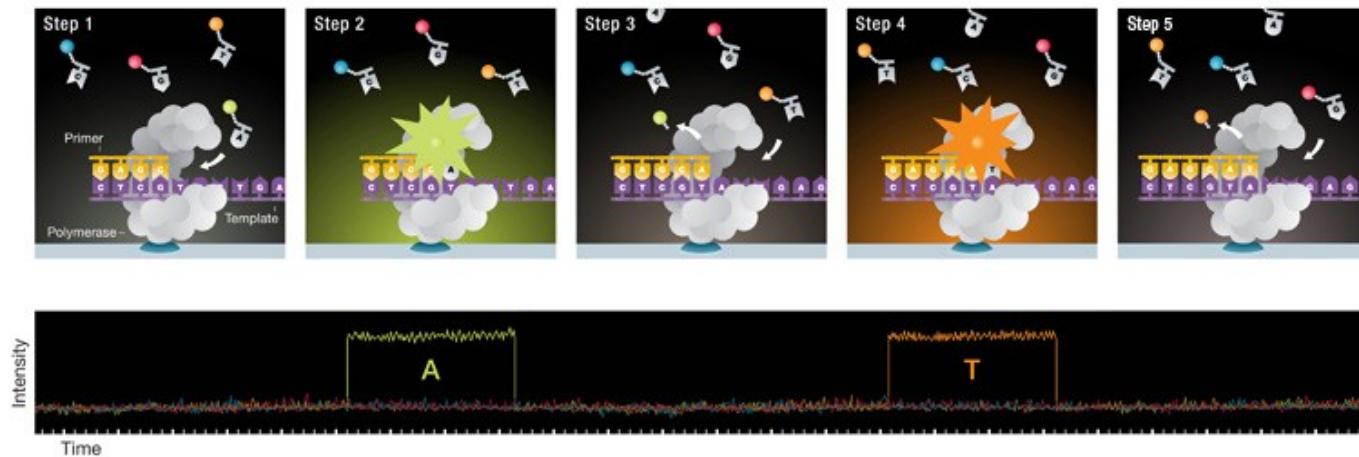 Step 1
Step 2
Step 3
Step 4
Step 5
C
G
T
A
Primer
G A G C
C T C G T T G A
Template
Polymerase
C
G
T
G A G C A
C T C G T T G A
A
G
C
T
G A G C A
C T C G T T G A G
A
T
C
G
G A G C A T
C T C G T A T G A G
A
T
C
G
G A G C A T
C T C G T A G A G
Intensity
A
T
Time